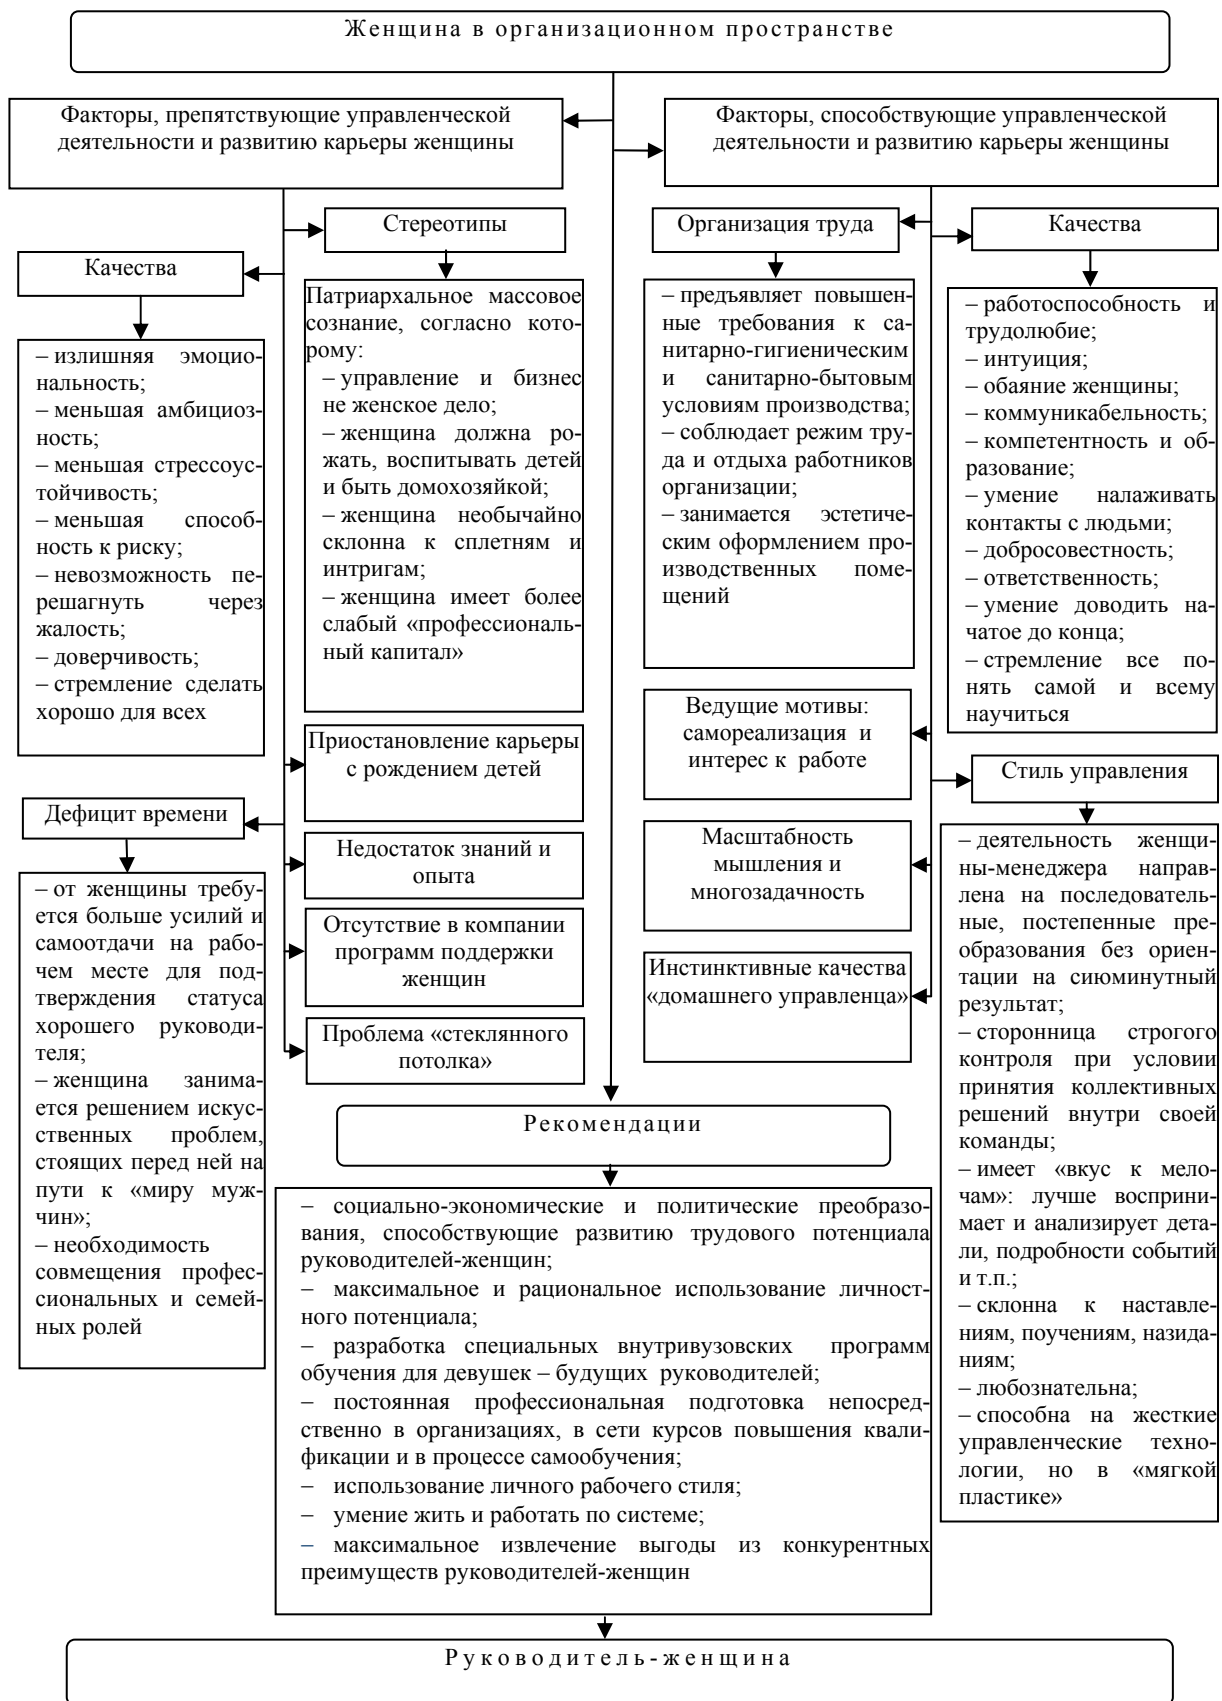 Женщина в организационном пространстве
Факторы, препятствующие управленческой
деятельности и развитию карьеры женщины
Факторы, способствующие управленческой
деятельности и развитию карьеры женщины
Стереотипы
Качества
Патриархальное массовое
сознание, согласно кото-
рому:
– управление и бизнес
не женское дело;
– женщина должна ро-
жать, воспитывать детей
и быть домохозяйкой;
– женщина необычайно
склонна к сплетням и
интригам;
– женщина имеет более
слабый «профессиональ-
ный капитал»
– излишняя эмоцио-
нальность;
– меньшая амбициоз-
ность;
– меньшая стрессоус-
тойчивость;
– меньшая способ-
ность к риску;
– невозможность пе-
решагнуть через
жалость;
– доверчивость;
– стремление сделать
хорошо для всех
Приостановление карьеры
с рождением детей
Дефицит времени
Недостаток знаний и
опыта
– от женщины требу-
ется больше усилий и
самоотдачи на рабо-
чем месте для под-
тверждения статуса
хорошего руководи-
теля;
– женщина занима-
ется решением искус-
ственных проблем,
стоящих перед ней на
пути к «миру муж-
чин»;
– необходимость
совмещения профес-
сиональных и семей-
ных ролей
Отсутствие в компании
программ поддержки
женщин
Проблема «стеклянного
потолка»
Организация труда
– предъявляет повышен-
ные требования к са-
нитарно-гигиеническим
и санитарно-бытовым
условиям производства;
– соблюдает режим тру-
да и отдыха работников
организации;
– занимается эстетиче-
ским оформлением про-
изводственных поме-
щений
Качества
– работоспособность и
трудолюбие;
– интуиция;
– обаяние женщины;
– коммуникабельность;
– компетентность и об-
разование;
– умение налаживать
контакты с людьми;
– добросовестность;
– ответственность;
– умение доводить на-
чатое до конца;
– стремление все по-
нять самой и всему
научиться
Ведущие мотивы:
самореализация и
интерес к работе
Стиль управления
Масштабность
мышления и
многозадачность
– деятельность женщи-
ны-менеджера направ-
лена на последователь-
ные, постепенные пре-
образования без ориен-
тации на сиюминутный
результат;
– сторонница строгого
контроля при условии
принятия коллективных
решений внутри своей
команды;
– имеет «вкус к мело-
чам»: лучше восприни-
мает и анализирует дета-
ли, подробности событий
и т.п.;
– склонна к наставле-
ниям, поучениям, назида-
ниям;
– любознательна;
– способна на жесткие
управленческие техно-
логии, но в «мягкой
пластике»
Инстинктивные качества
«домашнего управленца»
Рекомендации
– социально-экономические и политические преобразо-
вания, способствующие развитию трудового потенциала
руководителей-женщин;
– максимальное и рациональное использование личност-
ного потенциала;
– разработка специальных внутривузовских программ
обучения для девушек – будущих руководителей;
– постоянная профессиональная подготовка непосред-
ственно в организациях, в сети курсов повышения квали-
фикации и в процессе самообучения;
– использование личного рабочего стиля;
– умение жить и работать по системе;
– максимальное извлечение выгоды из конкурентных
преимуществ руководителей-женщин
Руководитель-женщина